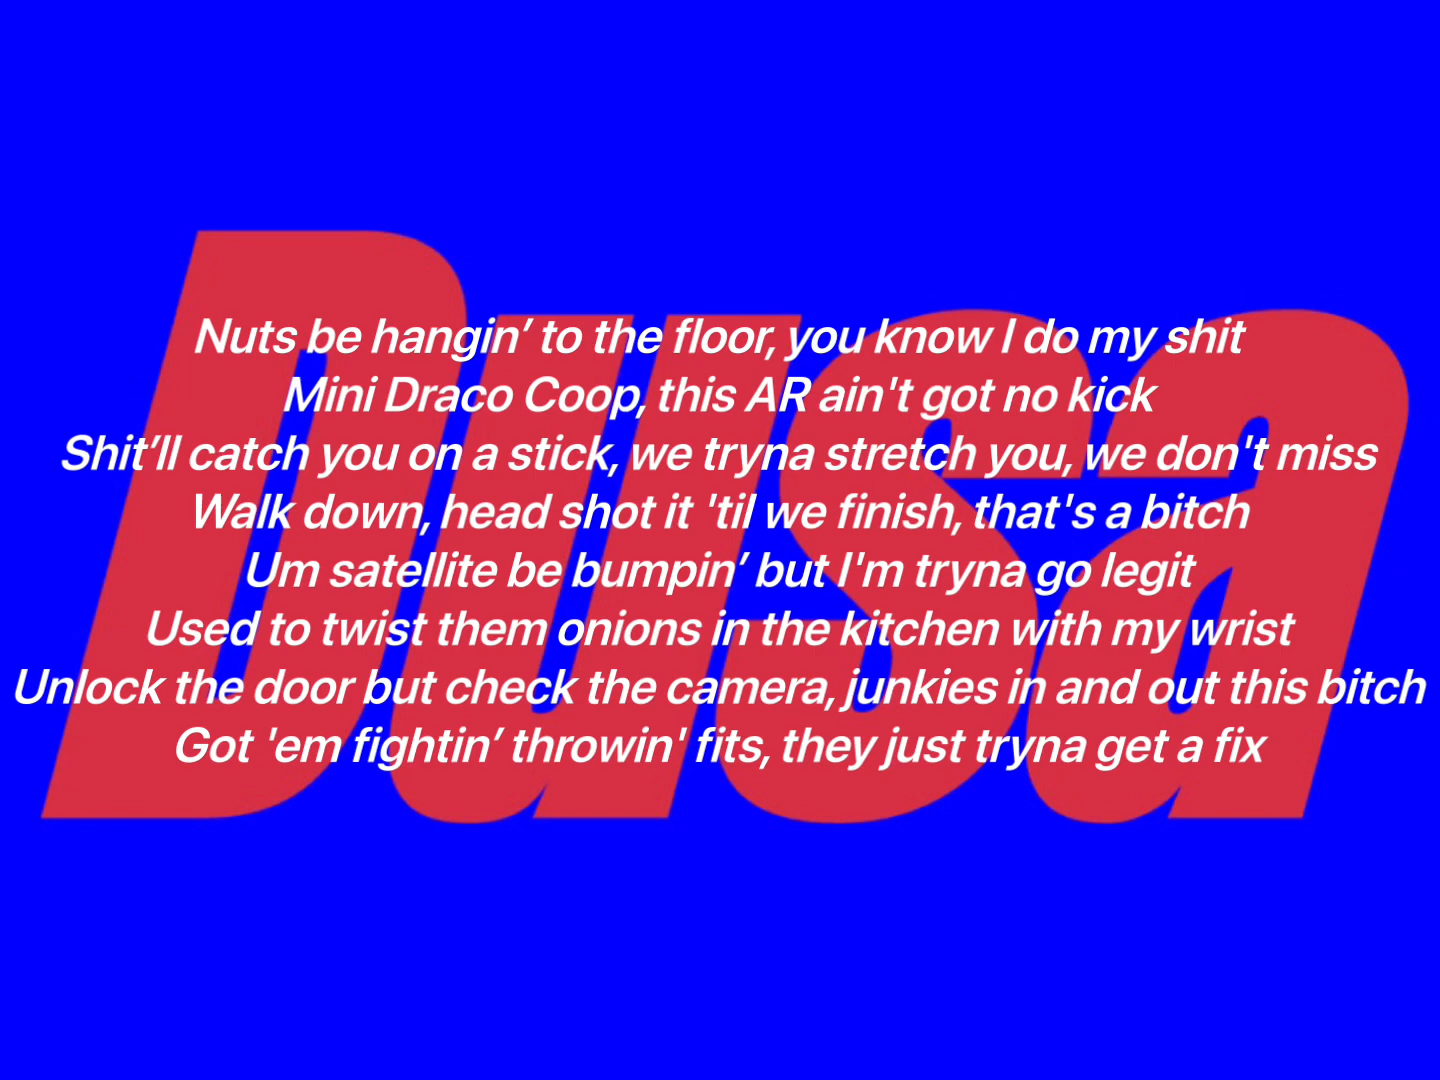 Dusa
Nuts be hangin’ to the floor, you know I do my shit
Mini Draco Coop, this AR ain't got no kick
Shit’ll catch you on a stick, we tryna stretch you, we don't miss
Walk down, head shot it 'til we finish, that's a bitch
Um satellite be bumpin’ but I'm tryna go legit
Used to twist them onions in the kitchen with my wrist
Unlock the door but check the camera, junkies in and out this bitch
Got 'em fightin’ throwin' fits, they just tryna get a fix